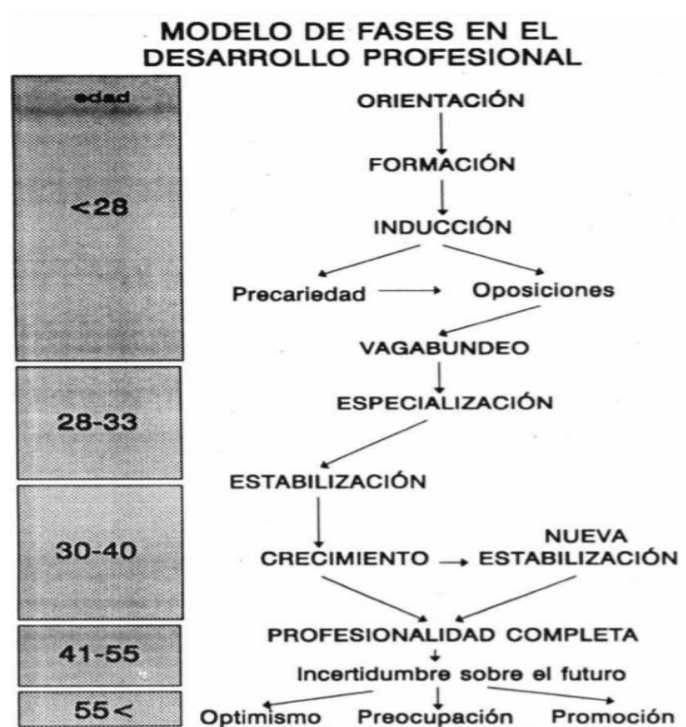 MODELO DE FASES EN EL
DESARROLLO PROFESIONAL
edad
ORIENTACIÓN
FORMACIÓN
<28
INDUCCIÓN
Precariedad
Oposiciones
VAGABUNDEO
28-33
ESPECIALIZACIÓN
ESTABILIZACIÓN
30-40
CRECIMIENTO
NUEVA
ESTABILIZACIÓN
PROFESIONALIDAD COMPLETA
41-55
Incertidumbre sobre el futuro
55<
Optimismo
Preocupación
Promoción